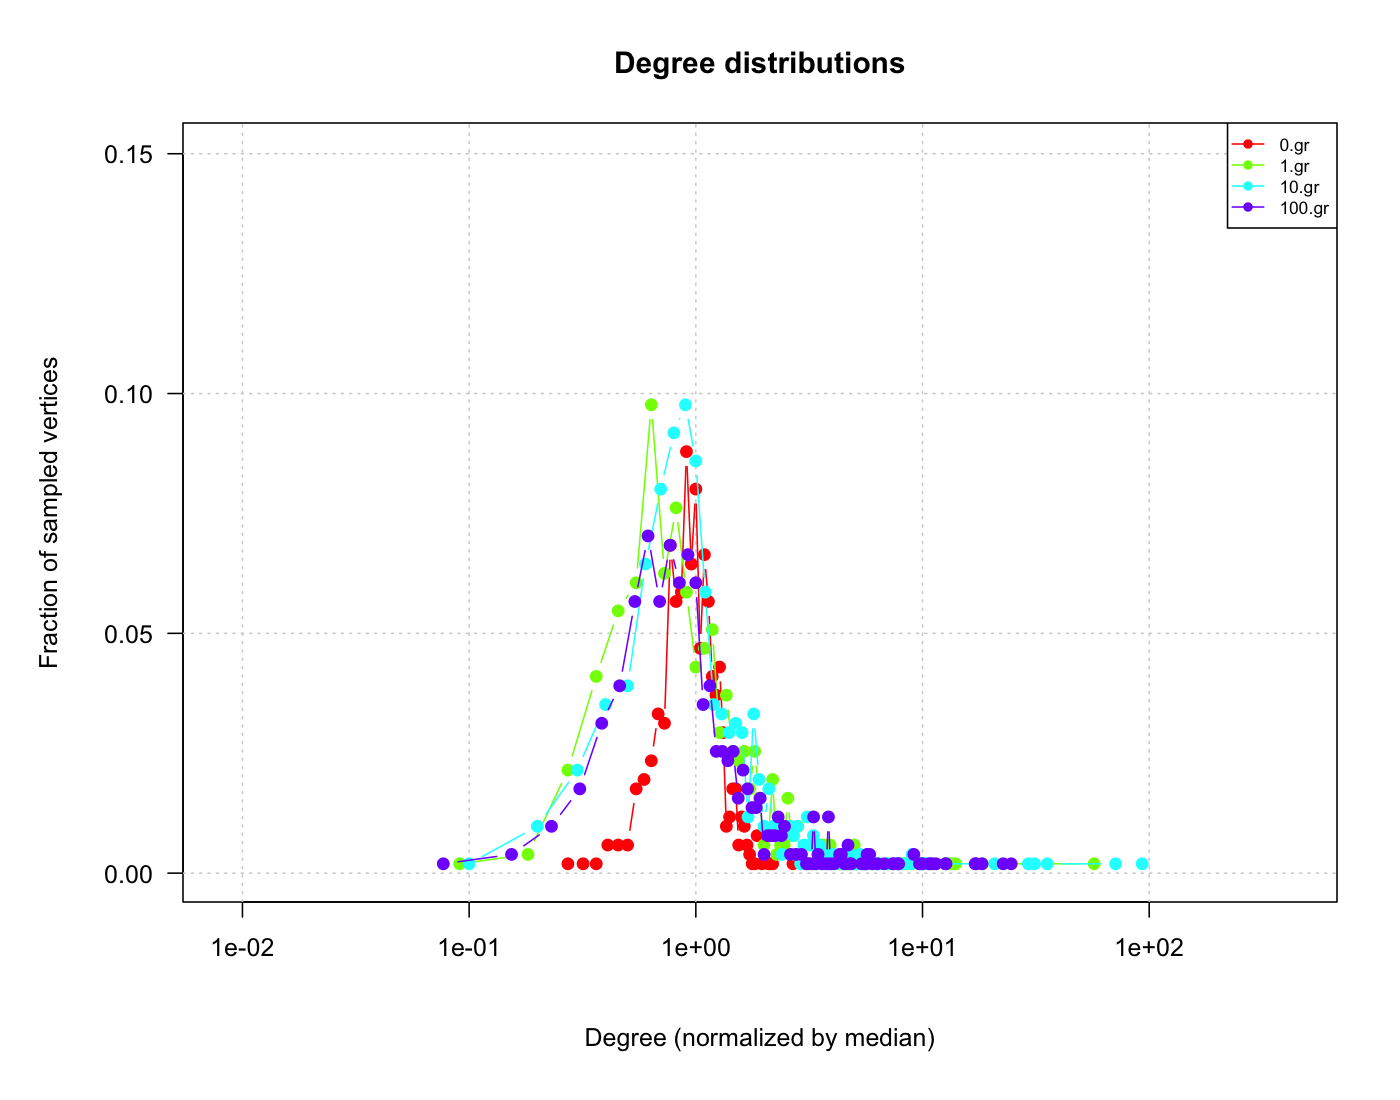 Degree distributions
0.15
0.10
0.05
0.00
Fraction of sampled vertices
0.gr
1.gr
10.gr
100.gr
1e-02 1e-01 1e+00 1e+01 1e+02
Degree (normalized by median)